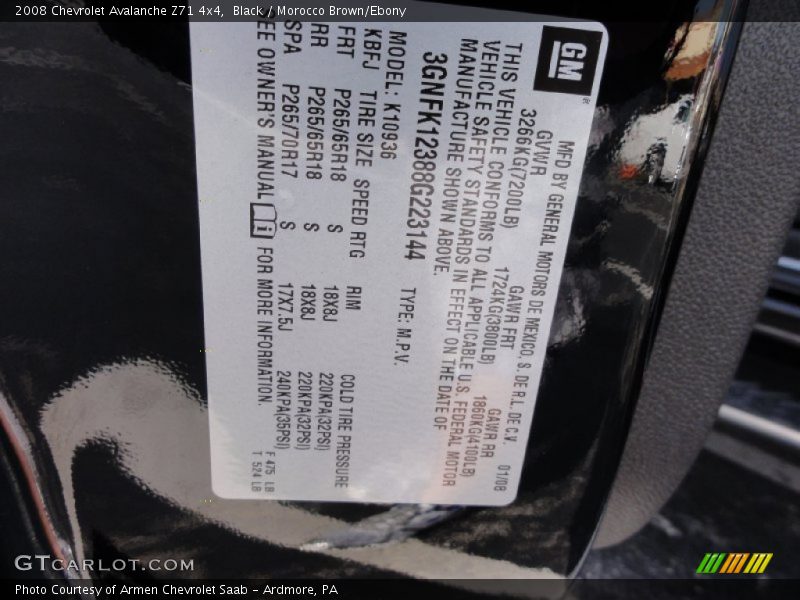 2008 Chevrolet Avalanche Z71 4x4, Black / Morocco Brown/Ebony
GM
MFD BY GENERAL MOTORS DE MEXICO, S. DE R.L. DE C.V. 01/08
GVWR GAWR FRT GAWR RR
3266KG(7200LB) 1724KG(3800LB) 1860KG(4100LB)
THIS VEHICLE CONFORMS TO ALL APPLICABLE U.S. FEDERAL MOTOR
VEHICLE SAFETY STANDARDS IN EFFECT ON THE DATE OF
MANUFACTURE SHOWN ABOVE.
3GNFK12388G223144 TYPE: M.P.V.
MODEL: K10936
KBFJ TIRE SIZE SPEED RTG RIM COLD TIRE PRESSURE
FRT P265/65R18 S 18X8J 220KPA(32PSI)
RR P265/65R18 S 18X8J 220KPA(32PSI)
SPA P265/70R17 S 17X7.5J 240KPA(35PSI)
SEE OWNER'S MANUAL i FOR MORE INFORMATION.
F 475 LB
T 524 LB
GTCARLOT.COM
Photo Courtesy of Armen Chevrolet Saab – Ardmore, PA